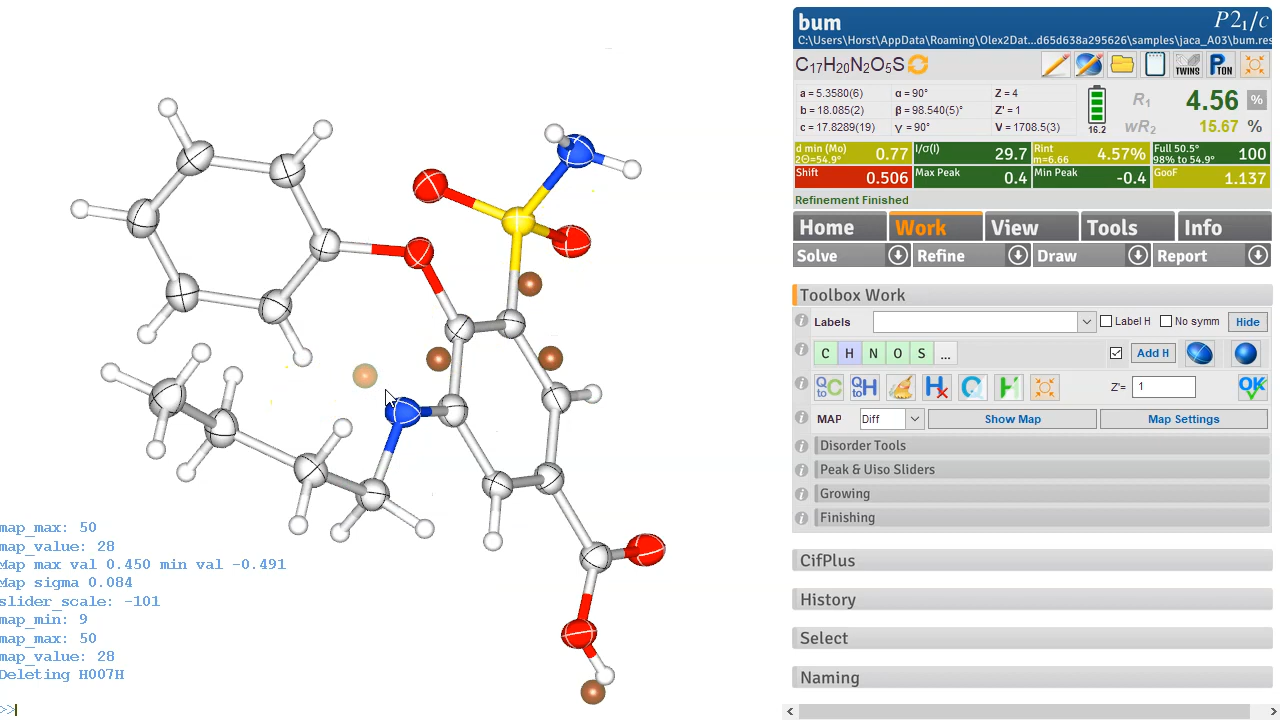 bum P2₁/c
C:\Users\Horst\AppData\Roaming\Olex2Dat...d65d638a295626\samples\jaca_A03\bum.res
C₁₇H₂₀N₂O₅S
TWINS
PTON
a = 5.3580(6) α = 90° Z = 4
b = 18.085(2) β = 98.540(5)° Z' = 1
c = 17.8289(19) γ = 90° V = 1708.5(3)
16.2
R₁ 4.56 %
wR₂ 15.67 %
d min (Mo)
2Θ=54.9° 0.77
I/σ(I) 29.7
Rint
m=6.66 4.57%
Full 50.5°
98% to 54.9° 100
Shift 0.506
Max Peak 0.4
Min Peak -0.4
GooF 1.137
Refinement Finished
Home Work View Tools Info
Solve Refine Draw Report
Toolbox Work
Labels Label H No symm Hide
C H N O S ... Add H
QC toC QC toH H Q H Z'= 1 OK
MAP Diff Show Map Map Settings
Disorder Tools
Peak & Uiso Sliders
Growing
Finishing
CifPlus
History
Select
Naming
map_max: 50
map_value: 28
Map max val 0.450 min val -0.491
Map sigma 0.084
slider_scale: -101
map_min: 9
map_max: 50
map_value: 28
Deleting H007H
>>